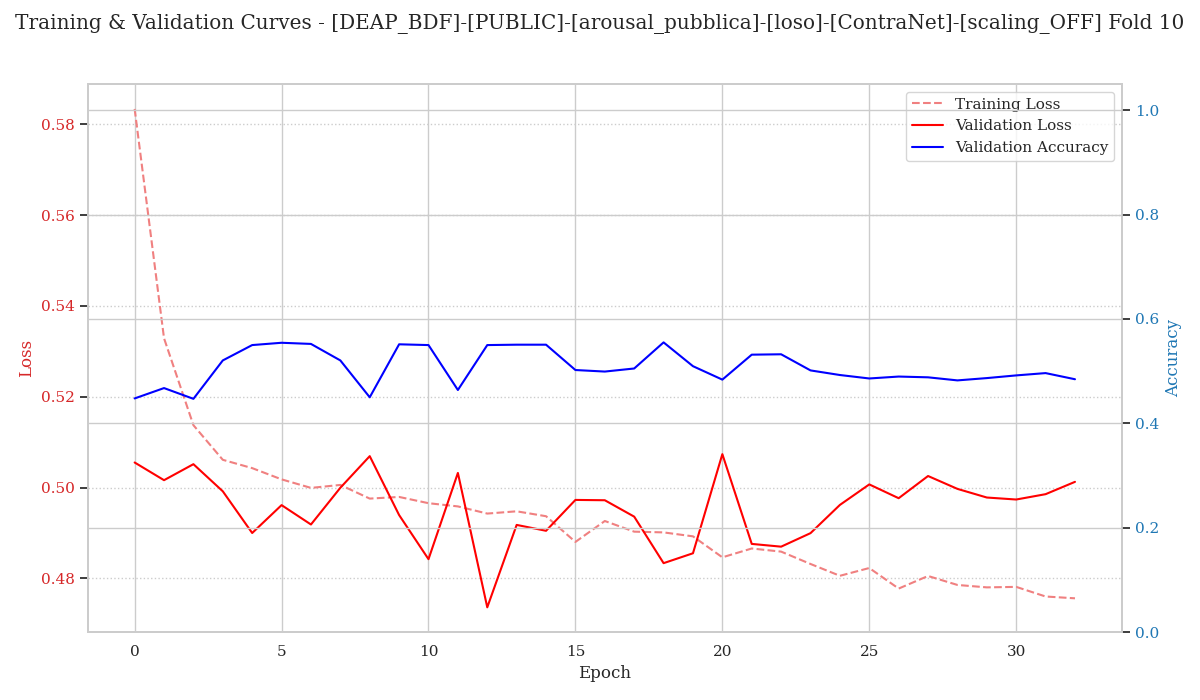 Training & Validation Curves - [DEAP_BDF]-[PUBLIC]-[arousal_pubblica]-[loso]-[ContraNet]-[scaling_OFF] Fold 10
Training Loss
Validation Loss
Validation Accuracy
0.58
0.56
0.54
0.52
0.50
0.48
Loss
1.0
0.8
0.6
0.4
0.2
0.0
Accuracy
0 5 10 15 20 25 30
Epoch